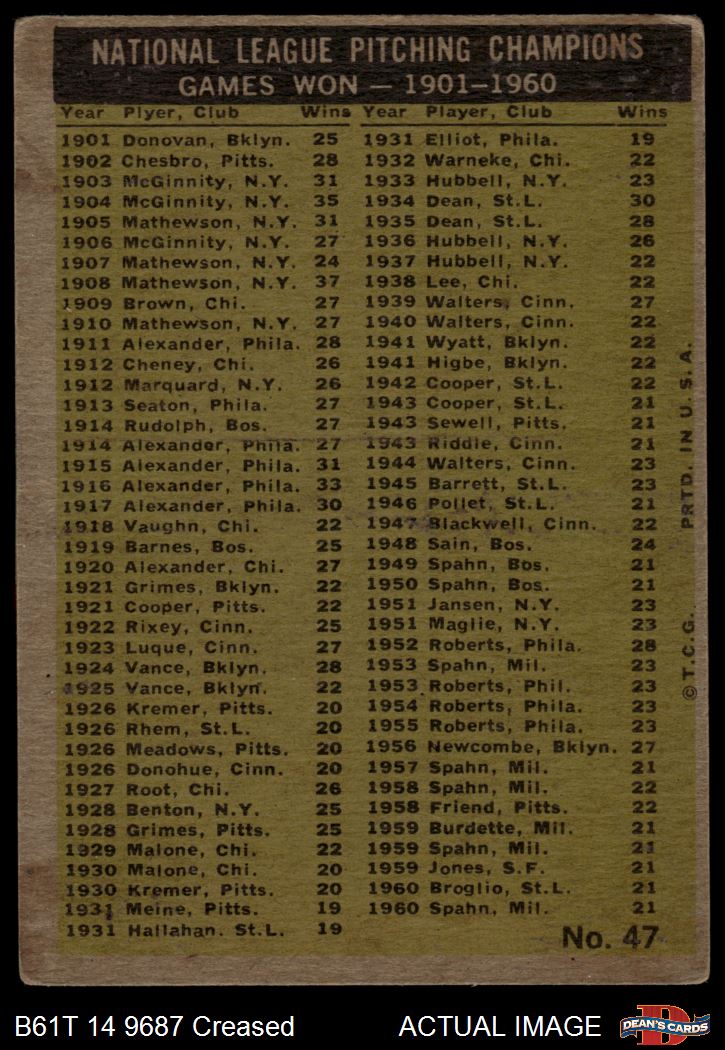 NATIONAL LEAGUE PITCHING CHAMPIONS
GAMES WON — 1901-1960
Year Plyer, Club Wins
1901 Donovan, Bklyn. 25
1902 Chesbro, Pitts. 28
1903 McGinnity, N.Y. 31
1904 McGinnity, N.Y. 35
1905 Mathewson, N.Y. 31
1906 McGinnity, N.Y. 27
1907 Mathewson, N.Y. 24
1908 Mathewson, N.Y. 37
1909 Brown, Chi. 27
1910 Mathewson, N.Y. 27
1911 Alexander, Phila. 28
1912 Cheney, Chi. 26
1912 Marquard, N.Y. 26
1913 Seaton, Phila. 27
1914 Rudolph, Bos. 27
1914 Alexander, Phila. 27
1915 Alexander, Phila. 31
1916 Alexander, Phila. 33
1917 Alexander, Phila. 30
1918 Vaughn, Chi. 22
1919 Barnes, Bos. 25
1920 Alexander, Chi. 27
1921 Grimes, Bklyn. 22
1921 Cooper, Pitts. 22
1922 Rixey, Cinn. 25
1923 Luque, Cinn. 27
1924 Vance, Bklyn. 28
1925 Vance, Bklyn. 22
1926 Kremer, Pitts. 20
1926 Rhem, St.L. 20
1926 Meadows, Pitts. 20
1926 Donohue, Cinn. 20
1927 Root, Chi. 26
1928 Benton, N.Y. 25
1928 Grimes, Pitts. 25
1929 Malone, Chi. 22
1930 Malone, Chi. 20
1930 Kremer, Pitts. 20
1931 Meine, Pitts. 19
1931 Hallahan. St.L. 19
Year Player, Club Wins
1931 Elliot, Phila. 19
1932 Warneke, Chi. 22
1933 Hubbell, N.Y. 23
1934 Dean, St.L. 30
1935 Dean, St.L. 28
1936 Hubbell, N.Y. 26
1937 Hubbell, N.Y. 22
1938 Lee, Chi. 22
1939 Walters, Cinn. 27
1940 Walters, Cinn. 22
1941 Wyatt, Bklyn. 22
1941 Higbe, Bklyn. 22
1942 Cooper, St.L. 22
1943 Cooper, St.L. 21
1943 Sewell, Pitts. 21
1943 Riddle, Cinn. 21
1944 Walters, Cinn. 23
1945 Barrett, St.L. 23
1946 Pollet, St.L. 21
1947 Blackwell, Cinn. 22
1948 Sain, Bos. 24
1949 Spahn, Bos. 21
1950 Spahn, Bos. 21
1951 Jansen, N.Y. 23
1951 Maglie, N.Y. 23
1952 Roberts, Phila. 28
1953 Spahn, Mil. 23
1953 Roberts, Phil. 23
1954 Roberts, Phila. 23
1955 Roberts, Phila. 23
1956 Newcombe, Bklyn. 27
1957 Spahn, Mil. 21
1958 Spahn, Mil. 22
1958 Friend, Pitts. 22
1959 Burdette, Mil. 21
1959 Spahn, Mil. 21
1959 Jones, S.F. 21
1960 Broglio, St.L. 21
1960 Spahn, Mil. 21
No. 47
© T.C.G. PRTD. IN U.S.A.
B61T 14 9687 Creased ACTUAL IMAGE
D
DEAN'S CARDS